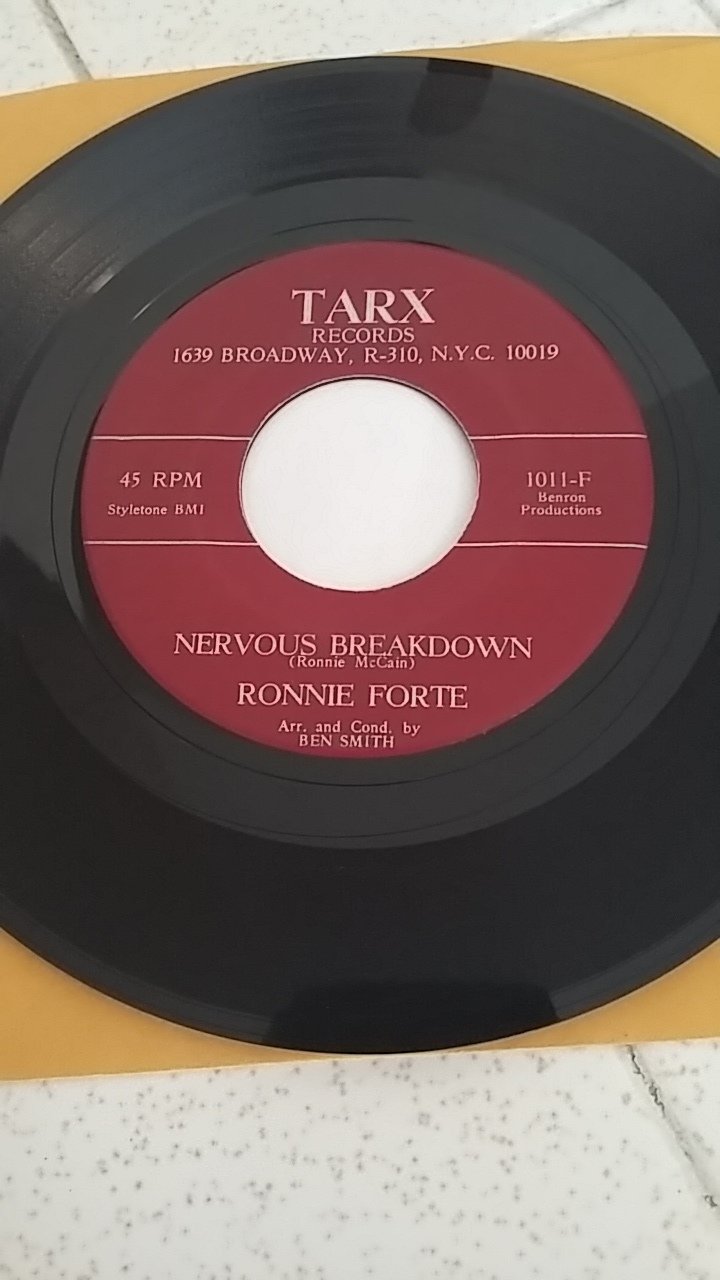 TARX
RECORDS
1639 BROADWAY, R-310, N.Y.C. 10019
45 RPM
Styletone BMI
1011-F
Benron
Productions
NERVOUS BREAKDOWN
(Ronnie McCain)
RONNIE FORTE
Arr. and Cond. by
BEN SMITH